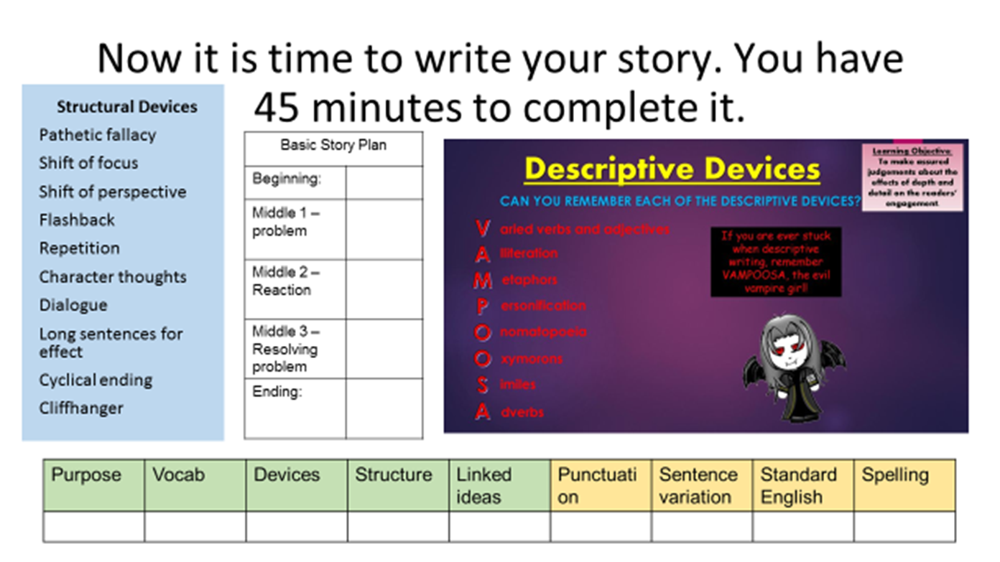 Now it is time to write your story. You have
45 minutes to complete it.
Structural Devices
Pathetic fallacy
Shift of focus
Shift of perspective
Flashback
Repetition
Character thoughts
Dialogue
Long sentences for
effect
Cyclical ending
Cliffhanger
Basic Story Plan
Beginning:
Middle 1 –
problem
Middle 2 –
Reaction
Middle 3 –
Resolving
problem
Ending:
Descriptive Devices
CAN YOU REMEMBER EACH OF THE DESCRIPTIVE DEVICES?
Learning Objective:
To make assured
judgements about the
effects of depth and
detail on the readers'
engagement.
V aried verbs and adjectives
A lliteration
M etaphors
P ersonification
O nomatopoeia
O xymorons
S imiles
A dverbs
If you are ever stuck
when descriptive
writing, remember
VAMPOOSA, the evil
vampire girl!
Purpose
Vocab
Devices
Structure
Linked
ideas
Punctuati
on
Sentence
variation
Standard
English
Spelling